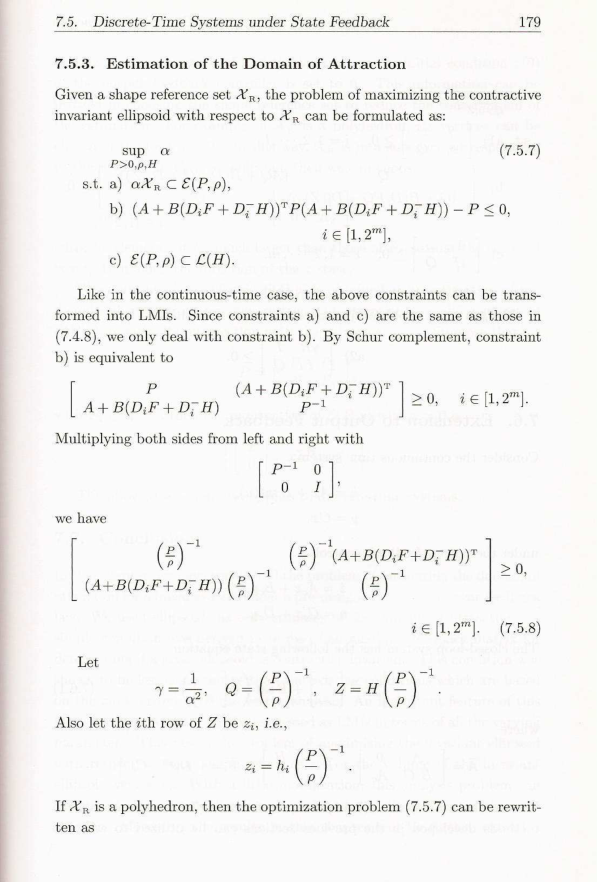 7.5. Discrete-Time Systems under State Feedback 179
7.5.3. Estimation of the Domain of Attraction
Given a shape reference set 𝒳_R, the problem of maximizing the contractive
invariant ellipsoid with respect to 𝒳_R can be formulated as:
sup α (7.5.7)
P>0,ρ,H
s.t. a) α𝒳_R ⊂ ℰ(P, ρ),
b) (A + B(D_iF + D_i^-H))^T P(A + B(D_iF + D_i^-H)) − P ≤ 0,
i ∈ [1, 2^m],
c) ℰ(P, ρ) ⊂ ℒ(H).
Like in the continuous-time case, the above constraints can be trans-
formed into LMIs. Since constraints a) and c) are the same as those in
(7.4.8), we only deal with constraint b). By Schur complement, constraint
b) is equivalent to
[ P (A + B(D_iF + D_i^-H))^T
A + B(D_iF + D_i^-H) P^{-1} ] ≥ 0, i ∈ [1, 2^m].
Multiplying both sides from left and right with
[ P^{-1} 0
0 I ],
we have
[ (P/ρ)^{-1} (P/ρ)^{-1}(A+B(D_iF+D_i^-H))^T
(A+B(D_iF+D_i^-H))(P/ρ)^{-1} (P/ρ)^{-1} ] ≥ 0,
i ∈ [1, 2^m]. (7.5.8)
Let
γ = 1/α^2, Q = (P/ρ)^{-1}, Z = H(P/ρ)^{-1}.
Also let the ith row of Z be z_i, i.e.,
z_i = h_i (P/ρ)^{-1}.
If 𝒳_R is a polyhedron, then the optimization problem (7.5.7) can be rewrit-
ten as